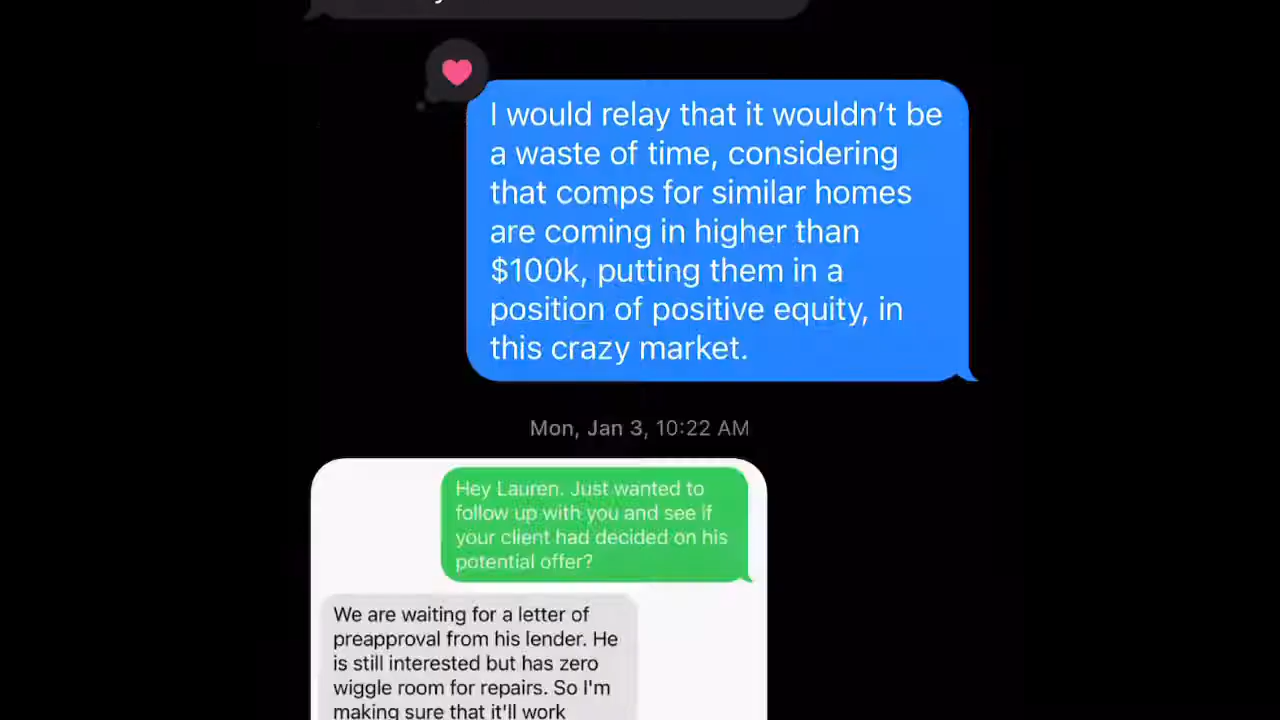 I would relay that it wouldn't be
a waste of time, considering
that comps for similar homes
are coming in higher than
$100k, putting them in a
position of positive equity, in
this crazy market.
Mon, Jan 3, 10:22 AM
Hey Lauren. Just wanted to
follow up with you and see if
your client had decided on his
potential offer?
We are waiting for a letter of
preapproval from his lender. He
is still interested but has zero
wiggle room for repairs. So I'm
making sure that it'll work